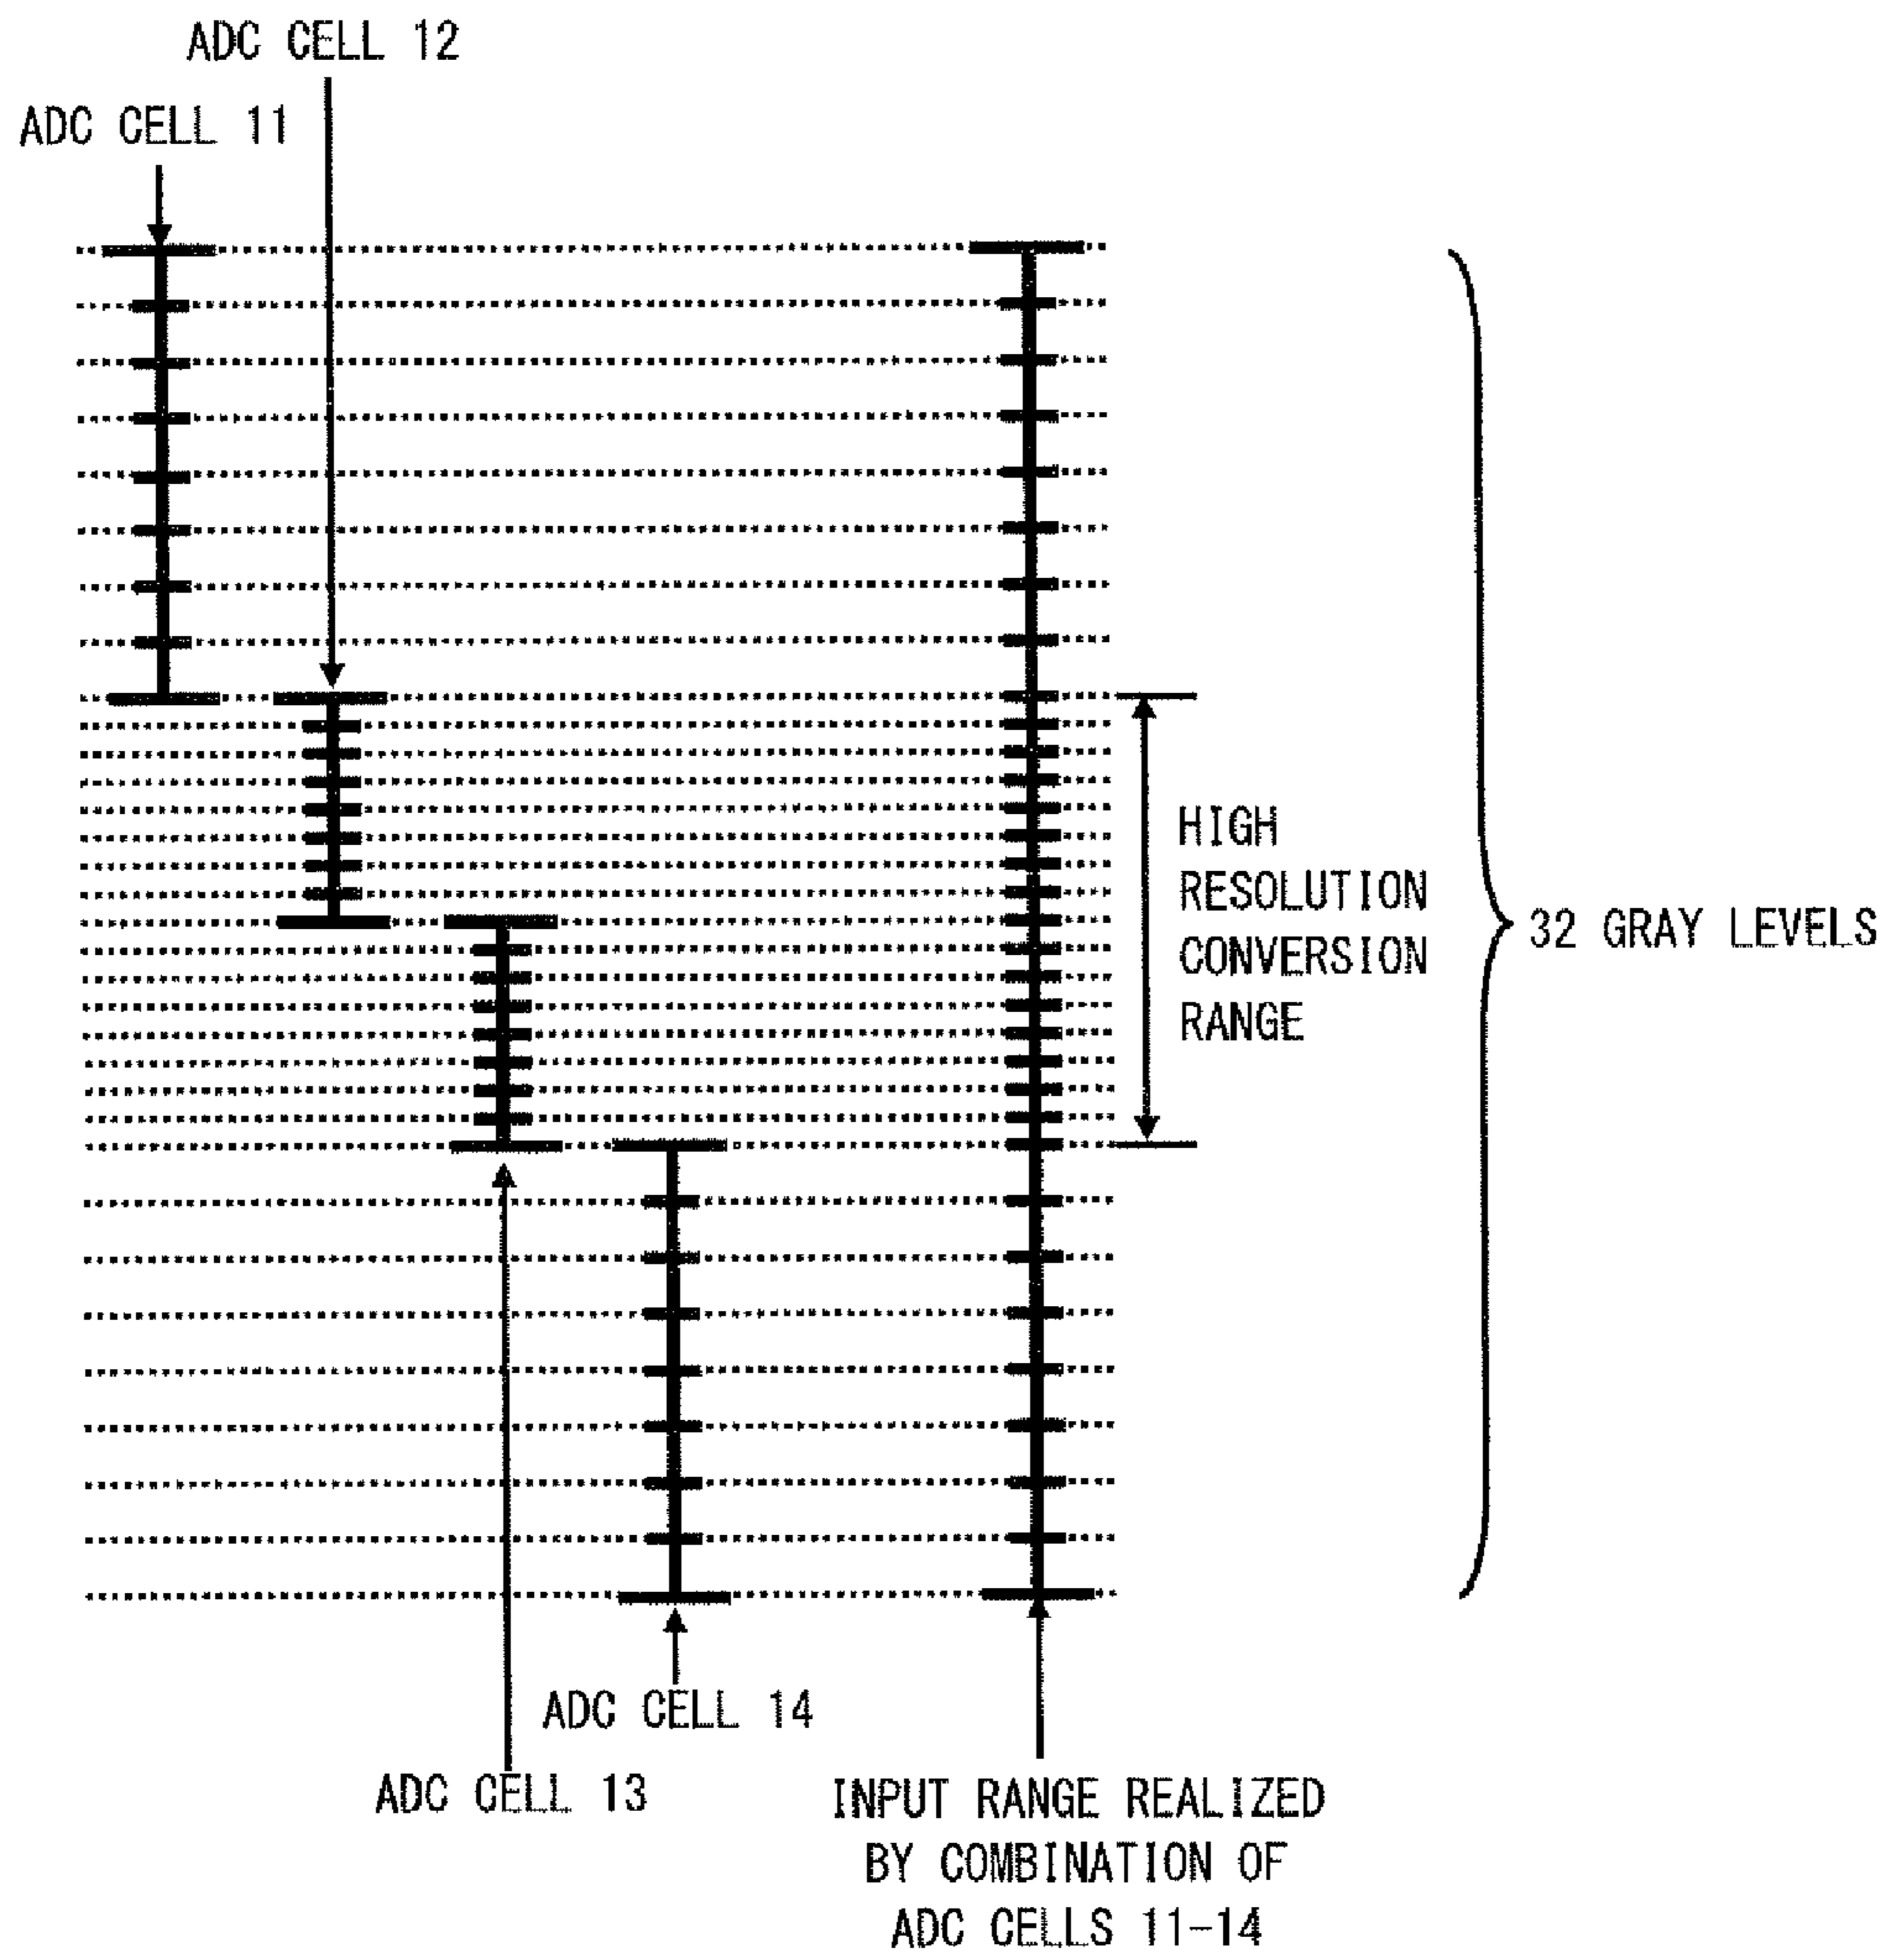 ADC CELL 12
ADC CELL 11
HIGH
RESOLUTION
CONVERSION
RANGE
32 GRAY LEVELS
ADC CELL 14
ADC CELL 13
INPUT RANGE REALIZED
BY COMBINATION OF
ADC CELLS 11-14